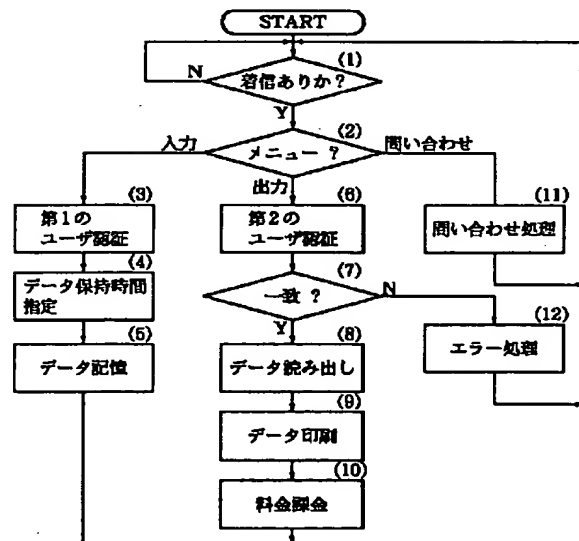 START
(1)
着信ありか?
N
Y
(2)
メニュー ?
入力
問い合わせ
出力
(3)
第1の
ユーザ認証
(6)
第2の
ユーザ認証
(11)
問い合わせ処理
(4)
データ保持時間
指定
(7)
一致 ?
N
Y
(12)
エラー処理
(5)
データ記憶
(8)
データ読み出し
(9)
データ印刷
(10)
料金課金